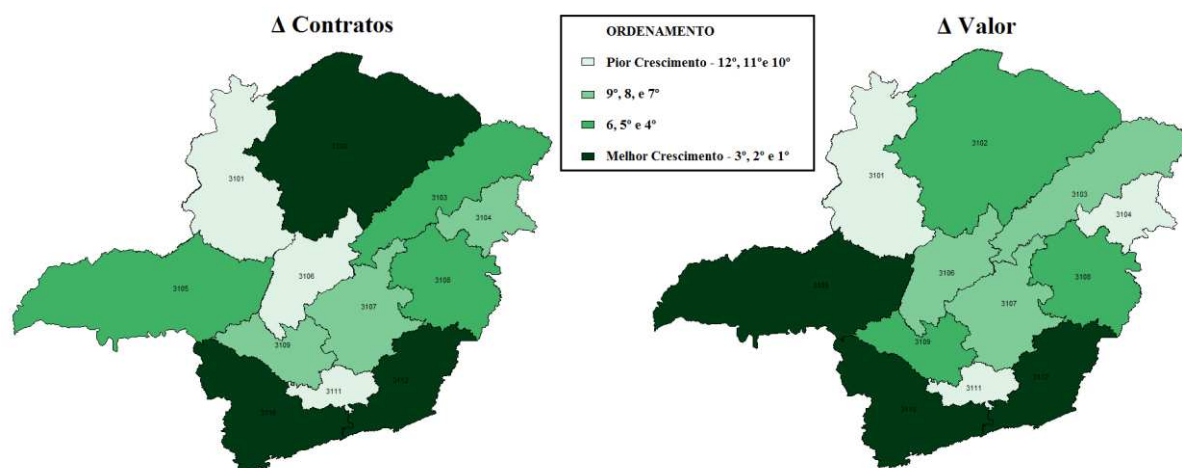 Δ Contratos
ORDENAMENTO
Pior Crescimento - 12º, 11ºe 10º
9º, 8, e 7º
6, 5º e 4º
Melhor Crescimento - 3º, 2º e 1º
Δ Valor
3101
3103
3104
3106
3105
3108
3107
3109
3111
3102
3101
3103
3104
3106
3108
3107
3109
3111